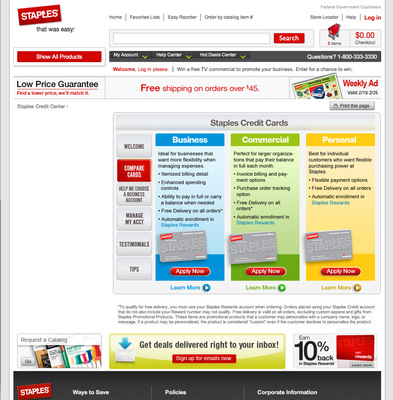 Federal Government Customers
STAPLES
that was easy:
Home | Favorites Lists | Easy Reorder | Order by catalog item #
Store Locator | Help | Log in
Search
0 items
$0.00
Checkout
Show All Products
My Account
Help Center
Hot Deals Center
Questions? 1-800-333-3330
Welcome, Log in please. | Win a free TV commercial to promote your business. Enter for a chance to win.
Low Price Guarantee
Find a lower price, we'll match it.
Free shipping on orders over $45.
Weekly Ad
Valid 2/19-2/25
Staples Credit Center ›
Print this page
Staples Credit Cards
WELCOME
COMPARE CARDS
HELP ME CHOOSE A BUSINESS ACCOUNT
MANAGE MY ACCT
TESTIMONIALS
TIPS
Business
Ideal for businesses that
want more flexibility when
managing expenses.
• Itemized billing detail
• Enhanced spending
controls
• Ability to pay in full or carry
a balance when needed
• Free Delivery on all orders*
• Automatic enrollment in
Staples Rewards
Apply Now
Learn More
Commercial
Perfect for larger organiza-
tions that pay their balance
in full each month.
• Invoice billing and pay-
ment options
• Purchase order tracking
option
• Free Delivery on all
orders*
• Automatic enrollment in
Staples Rewards
Apply Now
Learn More
Personal
Best for individual
customers who want flexible
purchasing power at
Staples.
• Flexible payment options
• Free Delivery on all orders
• Automatic enrollment in
Staples Rewards
Apply Now
Learn More
*To qualify for free delivery, you must use your Staples Rewards account when ordering. Orders placed using your Staples Credit account
that do not also include your Reward number may not qualify. Free delivery is valid on all orders, excluding custom apparel and gifts from
Staples Promotional Products. These items are promotional products that a customer may personalize with a company name, logo, or
message. If a product may be personalized, the product is considered "custom" even if the customer declines to personalize the product.
Request a Catalog
Go
Get deals delivered right to your inbox!
Sign up for emails now
Earn
10%
back in
Staples Rewards
rewards
Learn more
STAPLES
Ways to Save
Policies
Corporate Information